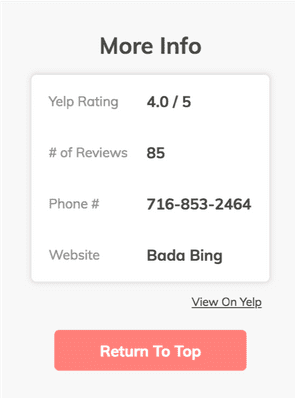 More Info
Yelp Rating 4.0 / 5
# of Reviews 85
Phone # 716-853-2464
Website Bada Bing
View On Yelp
Return To Top